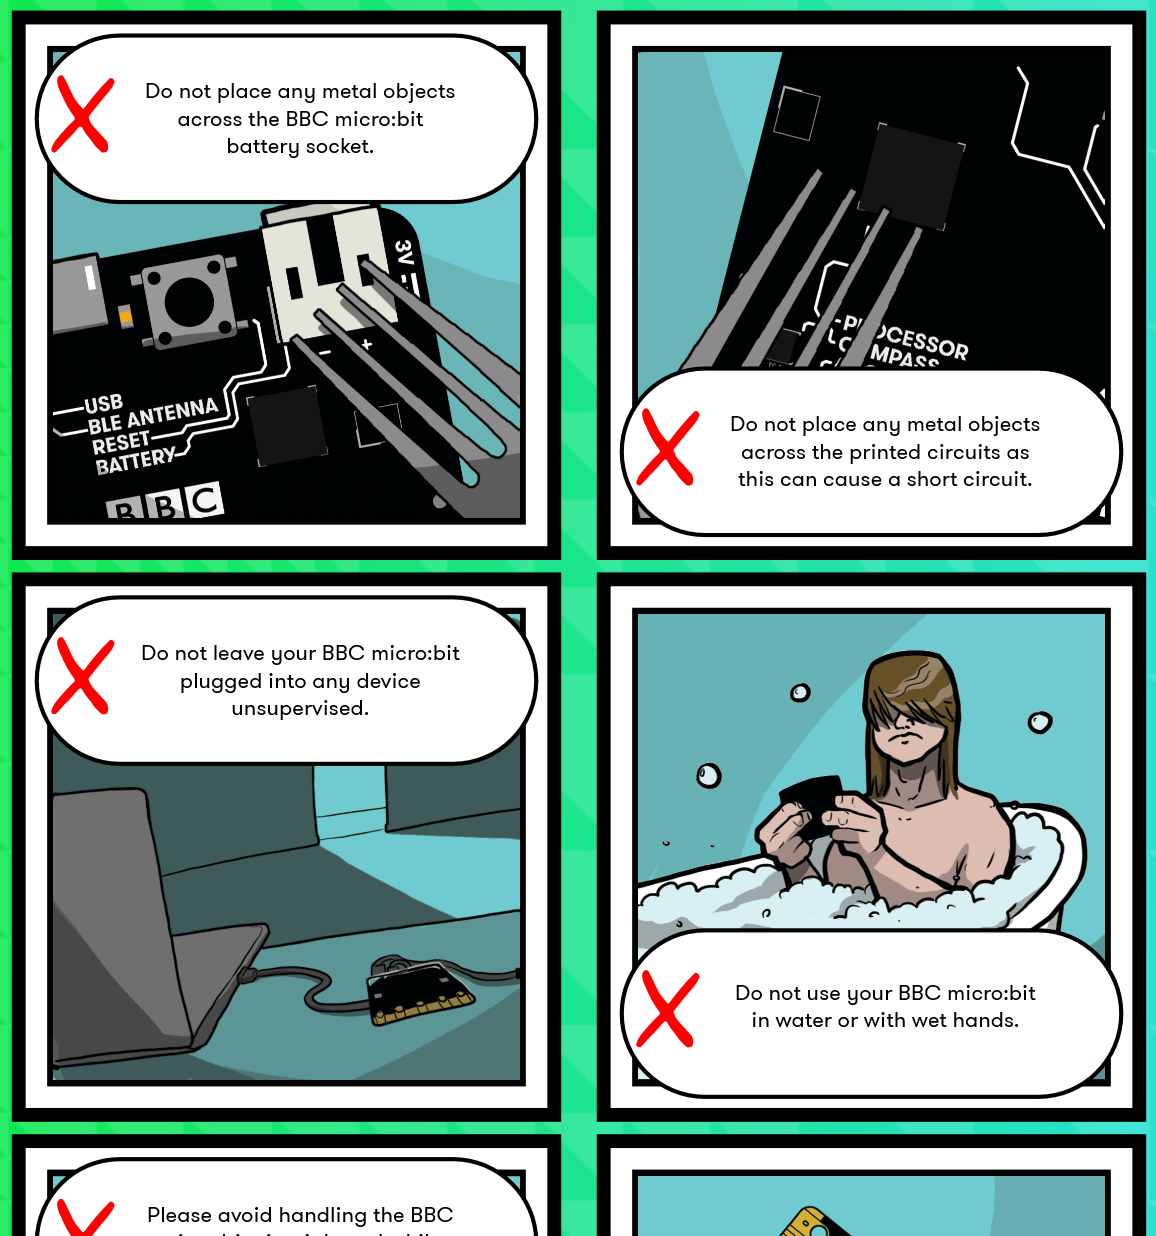 Do not place any metal objects
across the BBC micro:bit
battery socket.
3V
- +
USB
BLE ANTENNA
RESET
BATTERY
BBC
PROCESSOR
Do not place any metal objects
across the printed circuits as
this can cause a short circuit.
Do not leave your BBC micro:bit
plugged into any device
unsupervised.
Do not use your BBC micro:bit
in water or with wet hands.
Please avoid handling the BBC